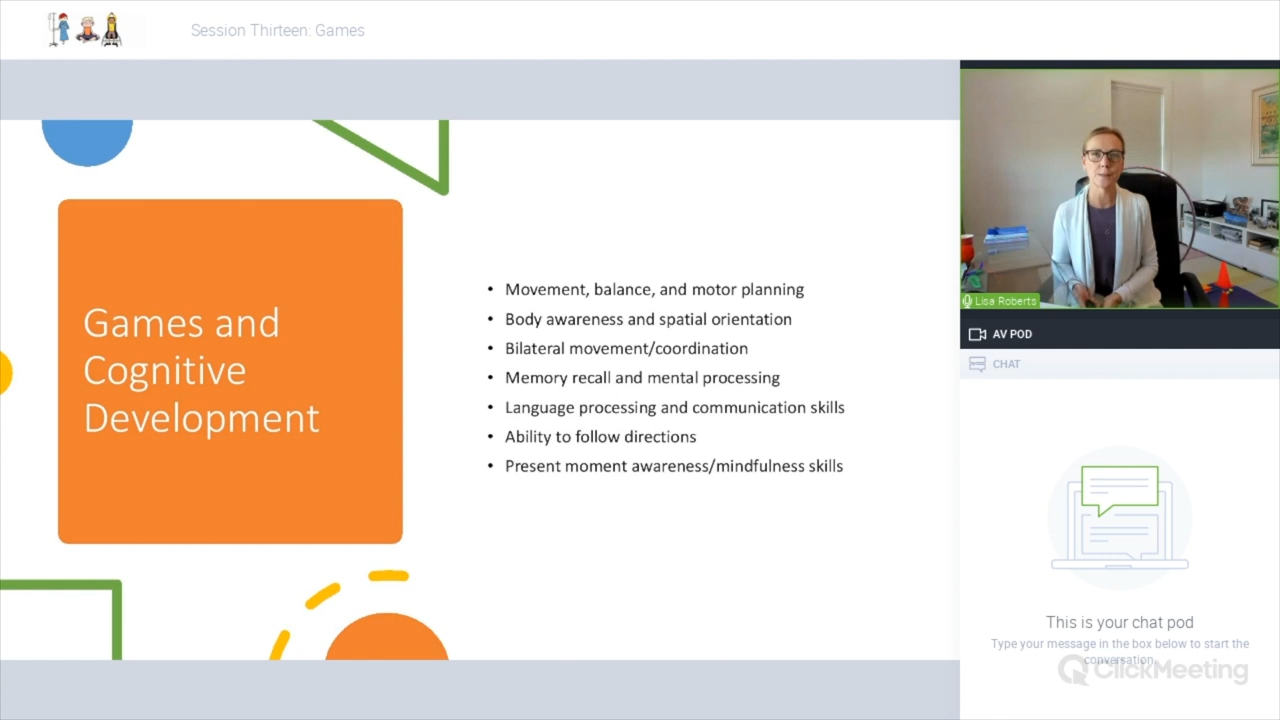 Session Thirteen: Games
Games and
Cognitive
Development
• Movement, balance, and motor planning
• Body awareness and spatial orientation
• Bilateral movement/coordination
• Memory recall and mental processing
• Language processing and communication skills
• Ability to follow directions
• Present moment awareness/mindfulness skills
Lisa Roberts
AV POD
CHAT
This is your chat pod
Type your message in the box below to start the
conversation.
ClickMeeting